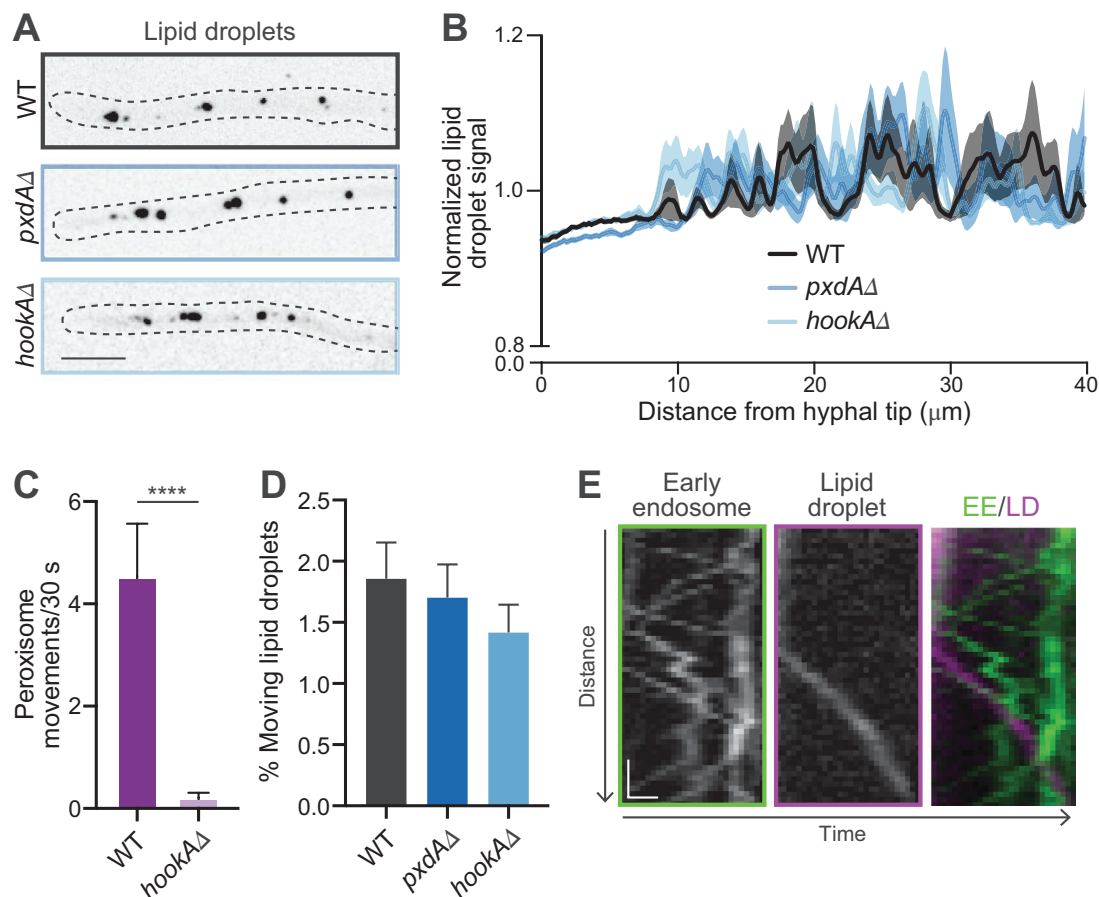 A
Lipid droplets
WT
pxdAΔ
hookAΔ
B
Normalized lipid
droplet signal
1.2
1.0
0.8
0.0
0
10
20
30
40
Distance from hyphal tip (μm)
WT
pxdAΔ
hookAΔ
C
Peroxisome
movements/30 s
6
4
2
0
****
WT
hookAΔ
D
% Moving lipid droplets
2.5
2.0
1.5
1.0
0.5
0.0
WT
pxdAΔ
hookAΔ
E
Early
endosome
Lipid
droplet
EE/LD
Distance
Time